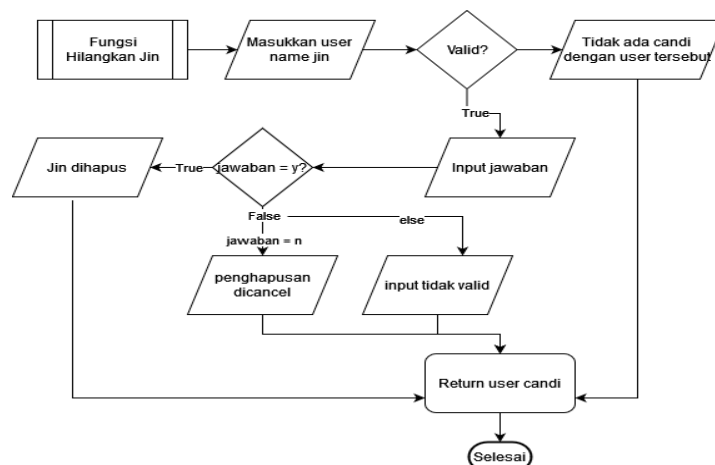 Fungsi
Hilangkan Jin
Masukkan user
name jin
Valid?
Tidak ada candi
dengan user tersebut
True
Jin dihapus
True
jawaban = y?
Input jawaban
False
else
jawaban = n
penghapusan
dicancel
input tidak valid
Return user candi
Selesai